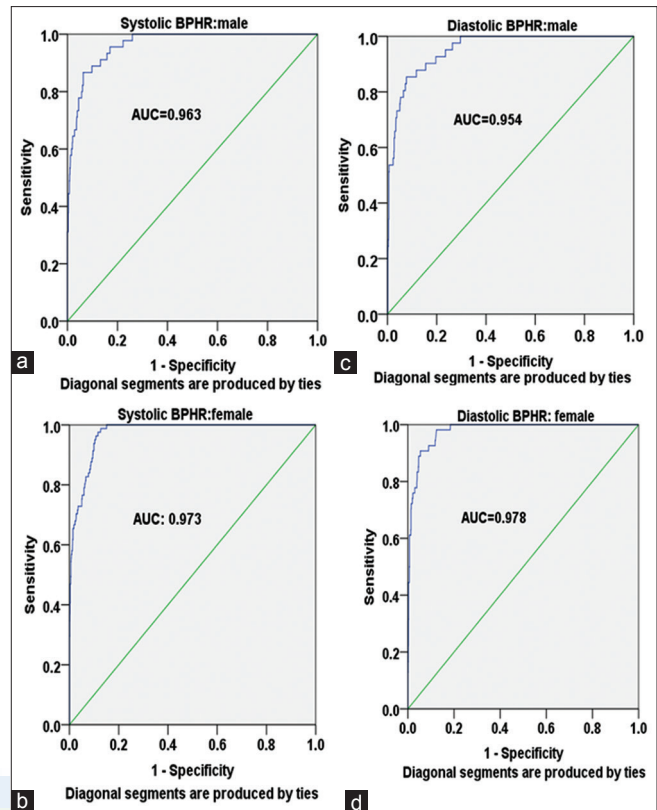 Systolic BPHR:male
1.0
0.8
0.6
0.4
0.2
0.0
Sensitivity
AUC=0.963
0.0 0.2 0.4 0.6 0.8 1.0
1 - Specificity
Diagonal segments are produced by ties
a
Diastolic BPHR:male
1.0
0.8
0.6
0.4
0.2
0.0
Sensitivity
AUC=0.954
0.0 0.2 0.4 0.6 0.8 1.0
1 - Specificity
Diagonal segments are produced by ties
c
Systolic BPHR:female
1.0
0.8
0.6
0.4
0.2
0.0
Sensitivity
AUC: 0.973
0.0 0.2 0.4 0.6 0.8 1.0
1 - Specificity
Diagonal segments are produced by ties
b
Diastolic BPHR: female
1.0
0.8
0.6
0.4
0.2
0.0
Sensitivity
AUC=0.978
0.0 0.2 0.4 0.6 0.8 1.0
1 - Specificity
Diagonal segments are produced by ties
d